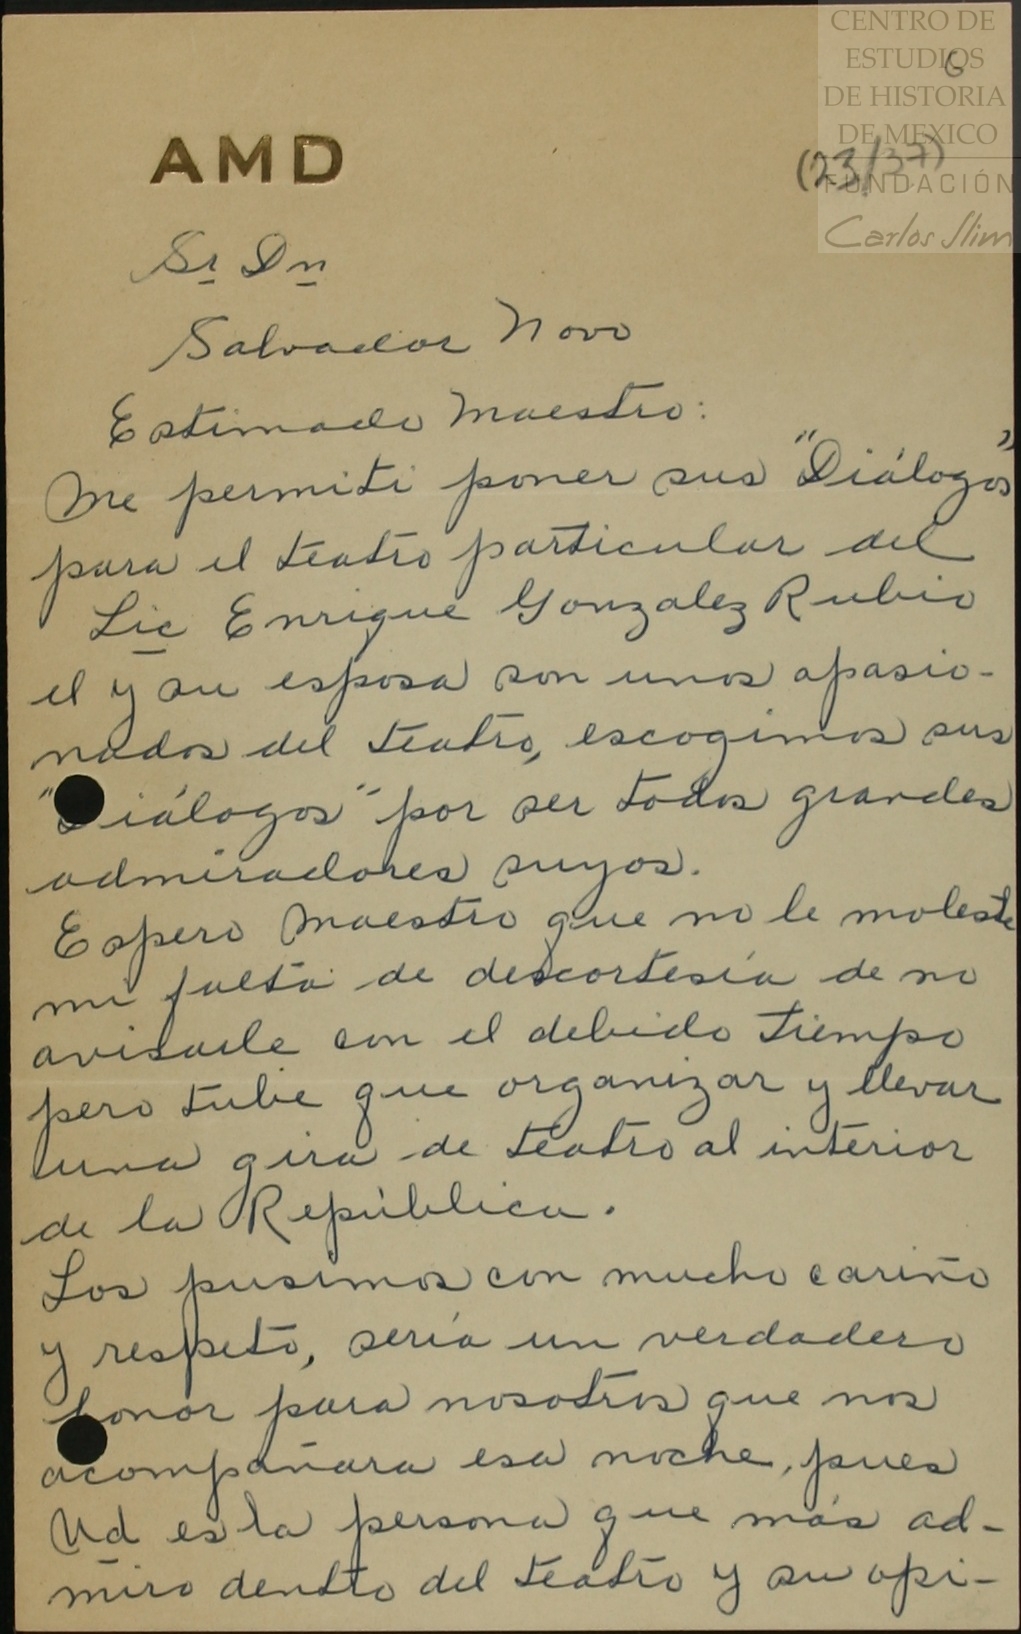 CENTRO DE
ESTUDIOS
DE HISTORIA
DE MEXICO
FUNDACIÓN
Carlos Slim
6
(23/37)
AMD
Sr Dn
Salvador Novo
Estimado Maestro:
Me permiti poner sus "Diálogos"
para el teatro particular del
Lic Enrique Gonzalez Rubio
el y su esposa son unos apasio-
nados del teatro, escogimos sus
"Diálogos" por ser todos grandes
admiradores suyos.
Espero Maestro que no le moleste
mi falta de descortesía de no
avisarle con el debido tiempo
pero tube que organizar y llevar
una gira de teatro al interior
de la República.
Los pusimos con mucho cariño
y respeto, sería un verdadero
honor para nosotros que nos
acompañara esa noche, pues
Ud es la persona que más ad-
miro dentro del teatro y su opi-